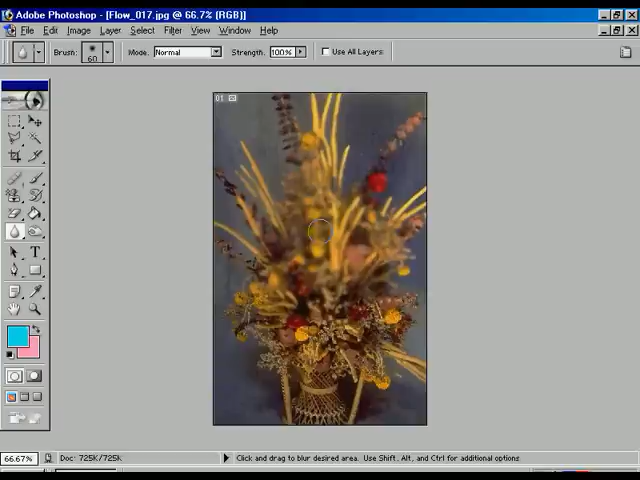 Adobe Photoshop - [Flow_017.jpg @ 66.7% (RGB)]
File Edit Image Layer Select Filter View Window Help
Brush: 60 Mode: Normal Strength: 100% Use All Layers
01
T
66.67% Doc: 725K/725K Click and drag to blur desired area. Use Shift, Alt, and Ctrl for additional options.